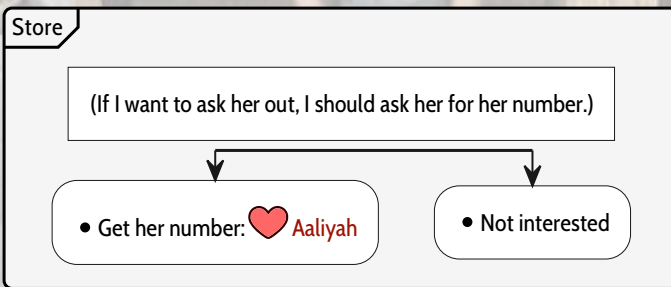 Store
(If I want to ask her out, I should ask her for her number.)
• Get her number: Aaliyah
• Not interested